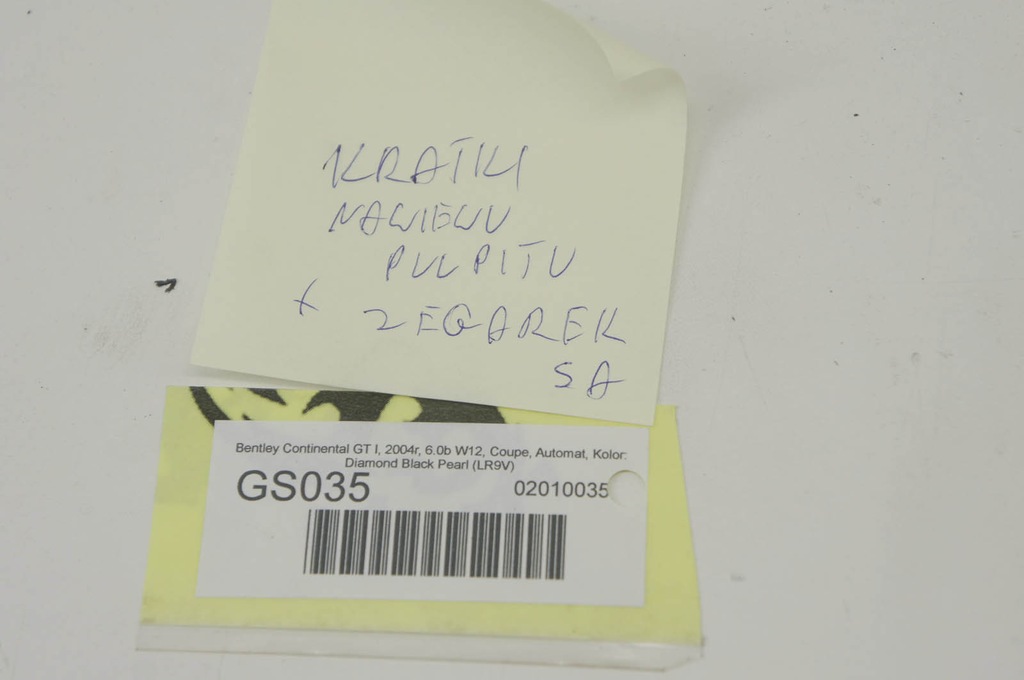 KRATKI
NAWIEWU
PULPITU
+ ZEGAREK
SA
Bentley Continental GT I, 2004r, 6.0b W12, Coupe, Automat, Kolor:
Diamond Black Pearl (LR9V)
GS035 02010035